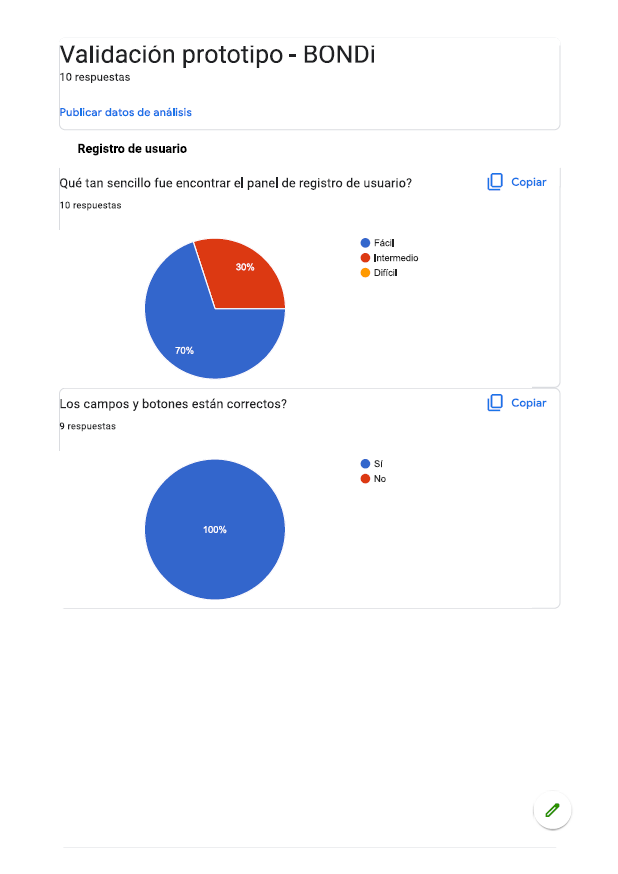 Validación prototipo - BONDi
10 respuestas
Publicar datos de análisis
Registro de usuario
Qué tan sencillo fue encontrar el panel de registro de usuario?
Copiar
10 respuestas
Fácil
Intermedio
Difícil
30%
70%
Los campos y botones están correctos?
Copiar
9 respuestas
Sí
No
100%